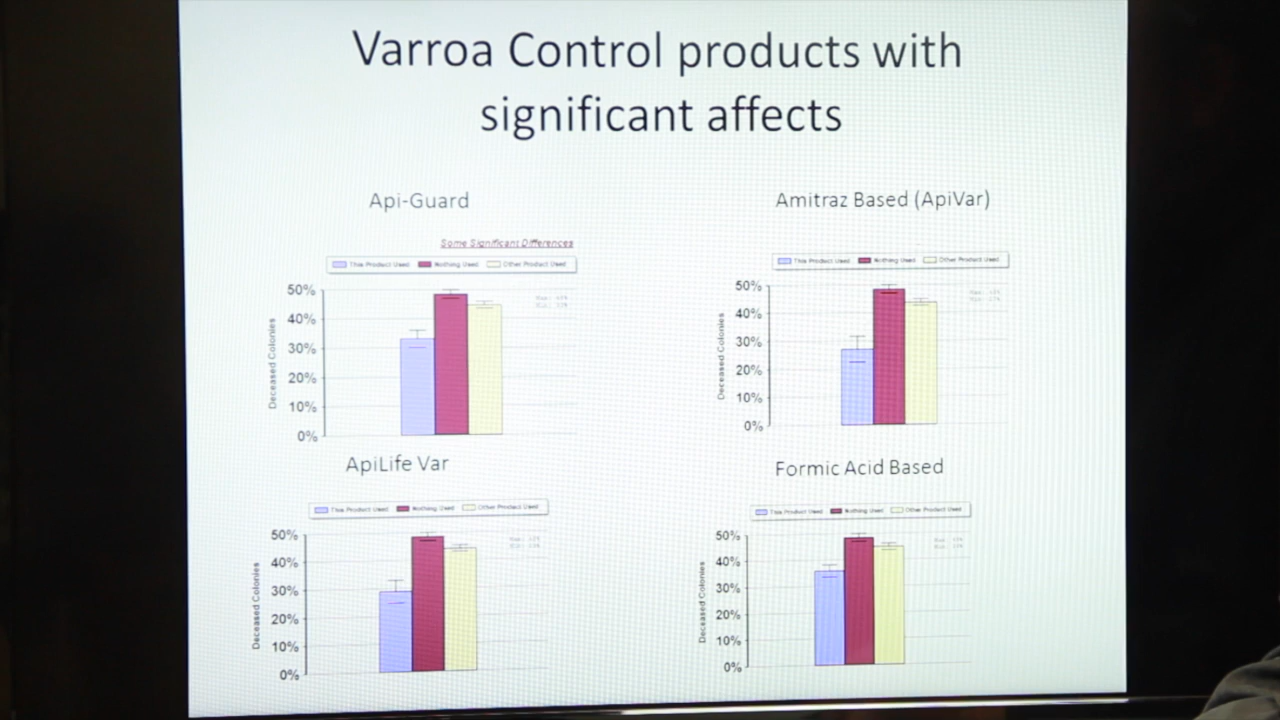 Varroa Control products with
significant affects
Api-Guard
Some Significant Differences
This Product Used Nothing Used Other Product Used
Deceased Colonies
50%
40%
30%
20%
10%
0%
Amitraz Based (ApiVar)
This Product Used Nothing Used Other Product Used
Deceased Colonies
50%
40%
30%
20%
10%
0%
ApiLife Var
This Product Used Nothing Used Other Product Used
Deceased Colonies
50%
40%
30%
20%
10%
0%
Formic Acid Based
This Product Used Nothing Used Other Product Used
Deceased Colonies
50%
40%
30%
20%
10%
0%